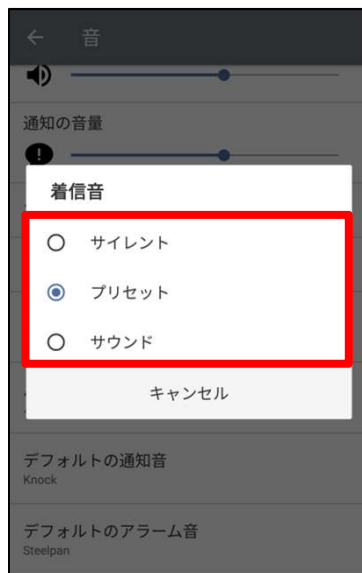 音
通知の音量
着信音
サイレント
プリセット
サウンド
キャンセル
デフォルトの通知音
Knock
デフォルトのアラーム音
Steelpan